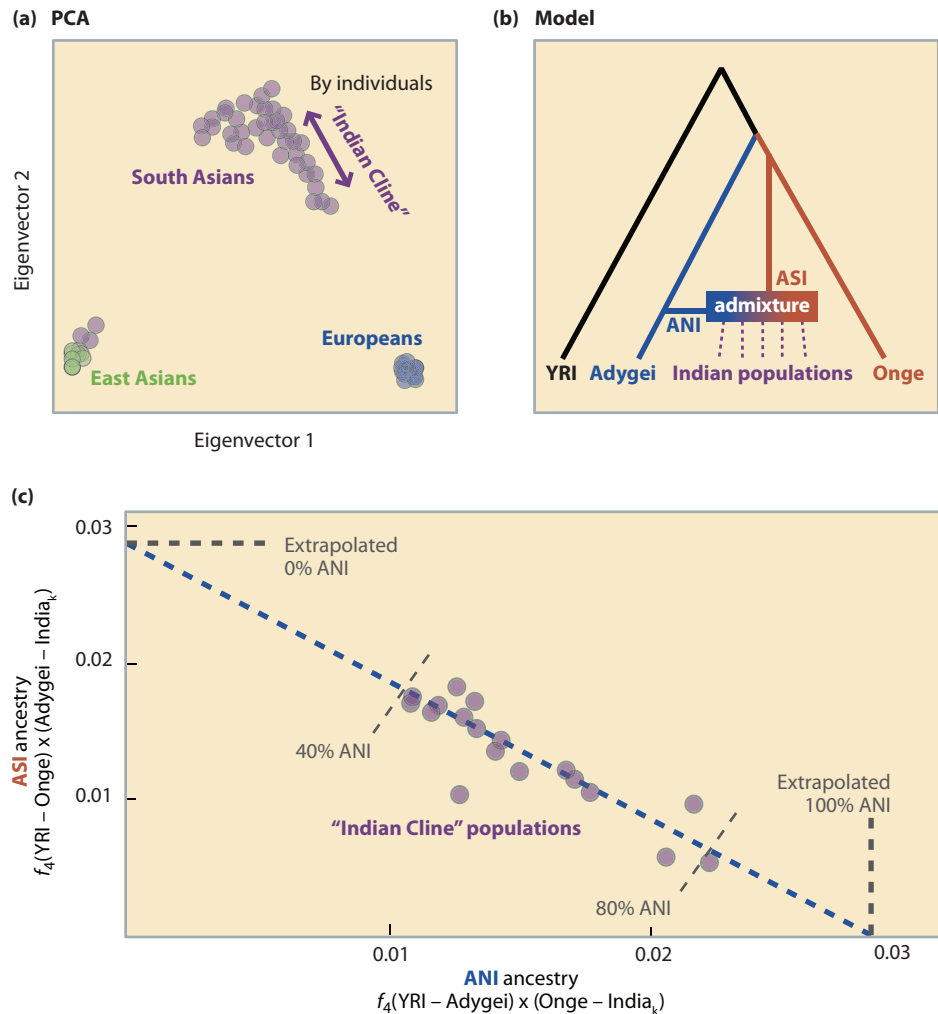 (a) PCA
By individuals
"Indian Cline"
South Asians
Europeans
East Asians
Eigenvector 2
Eigenvector 1
(b) Model
ASI
admixture
ANI
YRI Adygei Indian populations Onge
(c)
0.03
0.02
0.01
ASI ancestry
f4(YRI – Onge) x (Adygei – Indiak)
Extrapolated
0% ANI
40% ANI
"Indian Cline" populations
Extrapolated
100% ANI
80% ANI
0.01 0.02 0.03
ANI ancestry
f4(YRI – Adygei) x (Onge – Indiak)